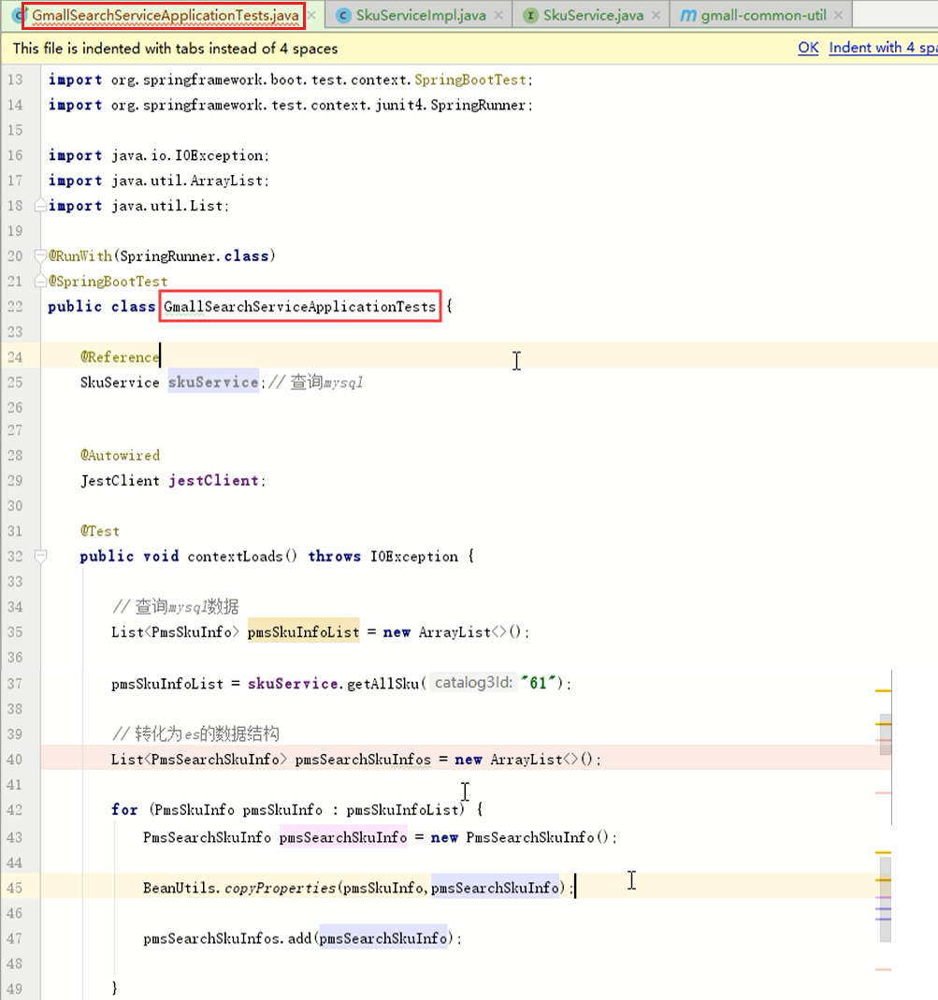 GmallSearchServiceApplicationTests.java SkuServiceImpl.java SkuService.java gmall-common-util
This file is indented with tabs instead of 4 spaces OK Indent with 4
13 import org.springframework.boot.test.context.SpringBootTest;
14 import org.springframework.test.context.junit4.SpringRunner;
15
16 import java.io.IOException;
17 import java.util.ArrayList;
18 import java.util.List;
19
20 @RunWith(SpringRunner.class)
21 @SpringBootTest
22 public class GmallSearchServiceApplicationTests {
23
24 @Reference
25 SkuService skuService;// 查询mysql
26
27
28 @Autowired
29 JestClient jestClient;
30
31 @Test
32 public void contextLoads() throws IOException {
33
34 // 查询mysql数据
35 List<PmsSkuInfo> pmsSkuInfoList = new ArrayList<>();
36
37 pmsSkuInfoList = skuService.getAllSku( catalog3Id: "61");
38
39 // 转化为es的数据结构
40 List<PmsSearchSkuInfo> pmsSearchSkuInfos = new ArrayList<>();
41
42 for (PmsSkuInfo pmsSkuInfo : pmsSkuInfoList) {
43 PmsSearchSkuInfo pmsSearchSkuInfo = new PmsSearchSkuInfo();
44
45 BeanUtils.copyProperties(pmsSkuInfo,pmsSearchSkuInfo);
46
47 pmsSearchSkuInfos.add(pmsSearchSkuInfo);
48
49 }